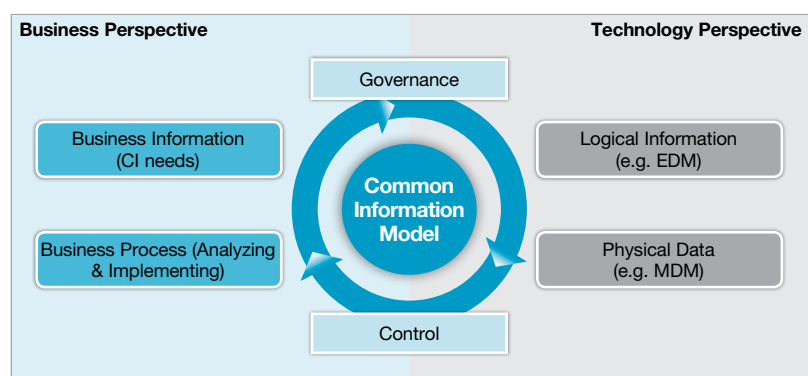 Business Perspective
Technology Perspective
Governance
Business Information
(CI needs)
Logical Information
(e.g. EDM)
Common
Information
Model
Business Process (Analyzing
& Implementing)
Physical Data
(e.g. MDM)
Control